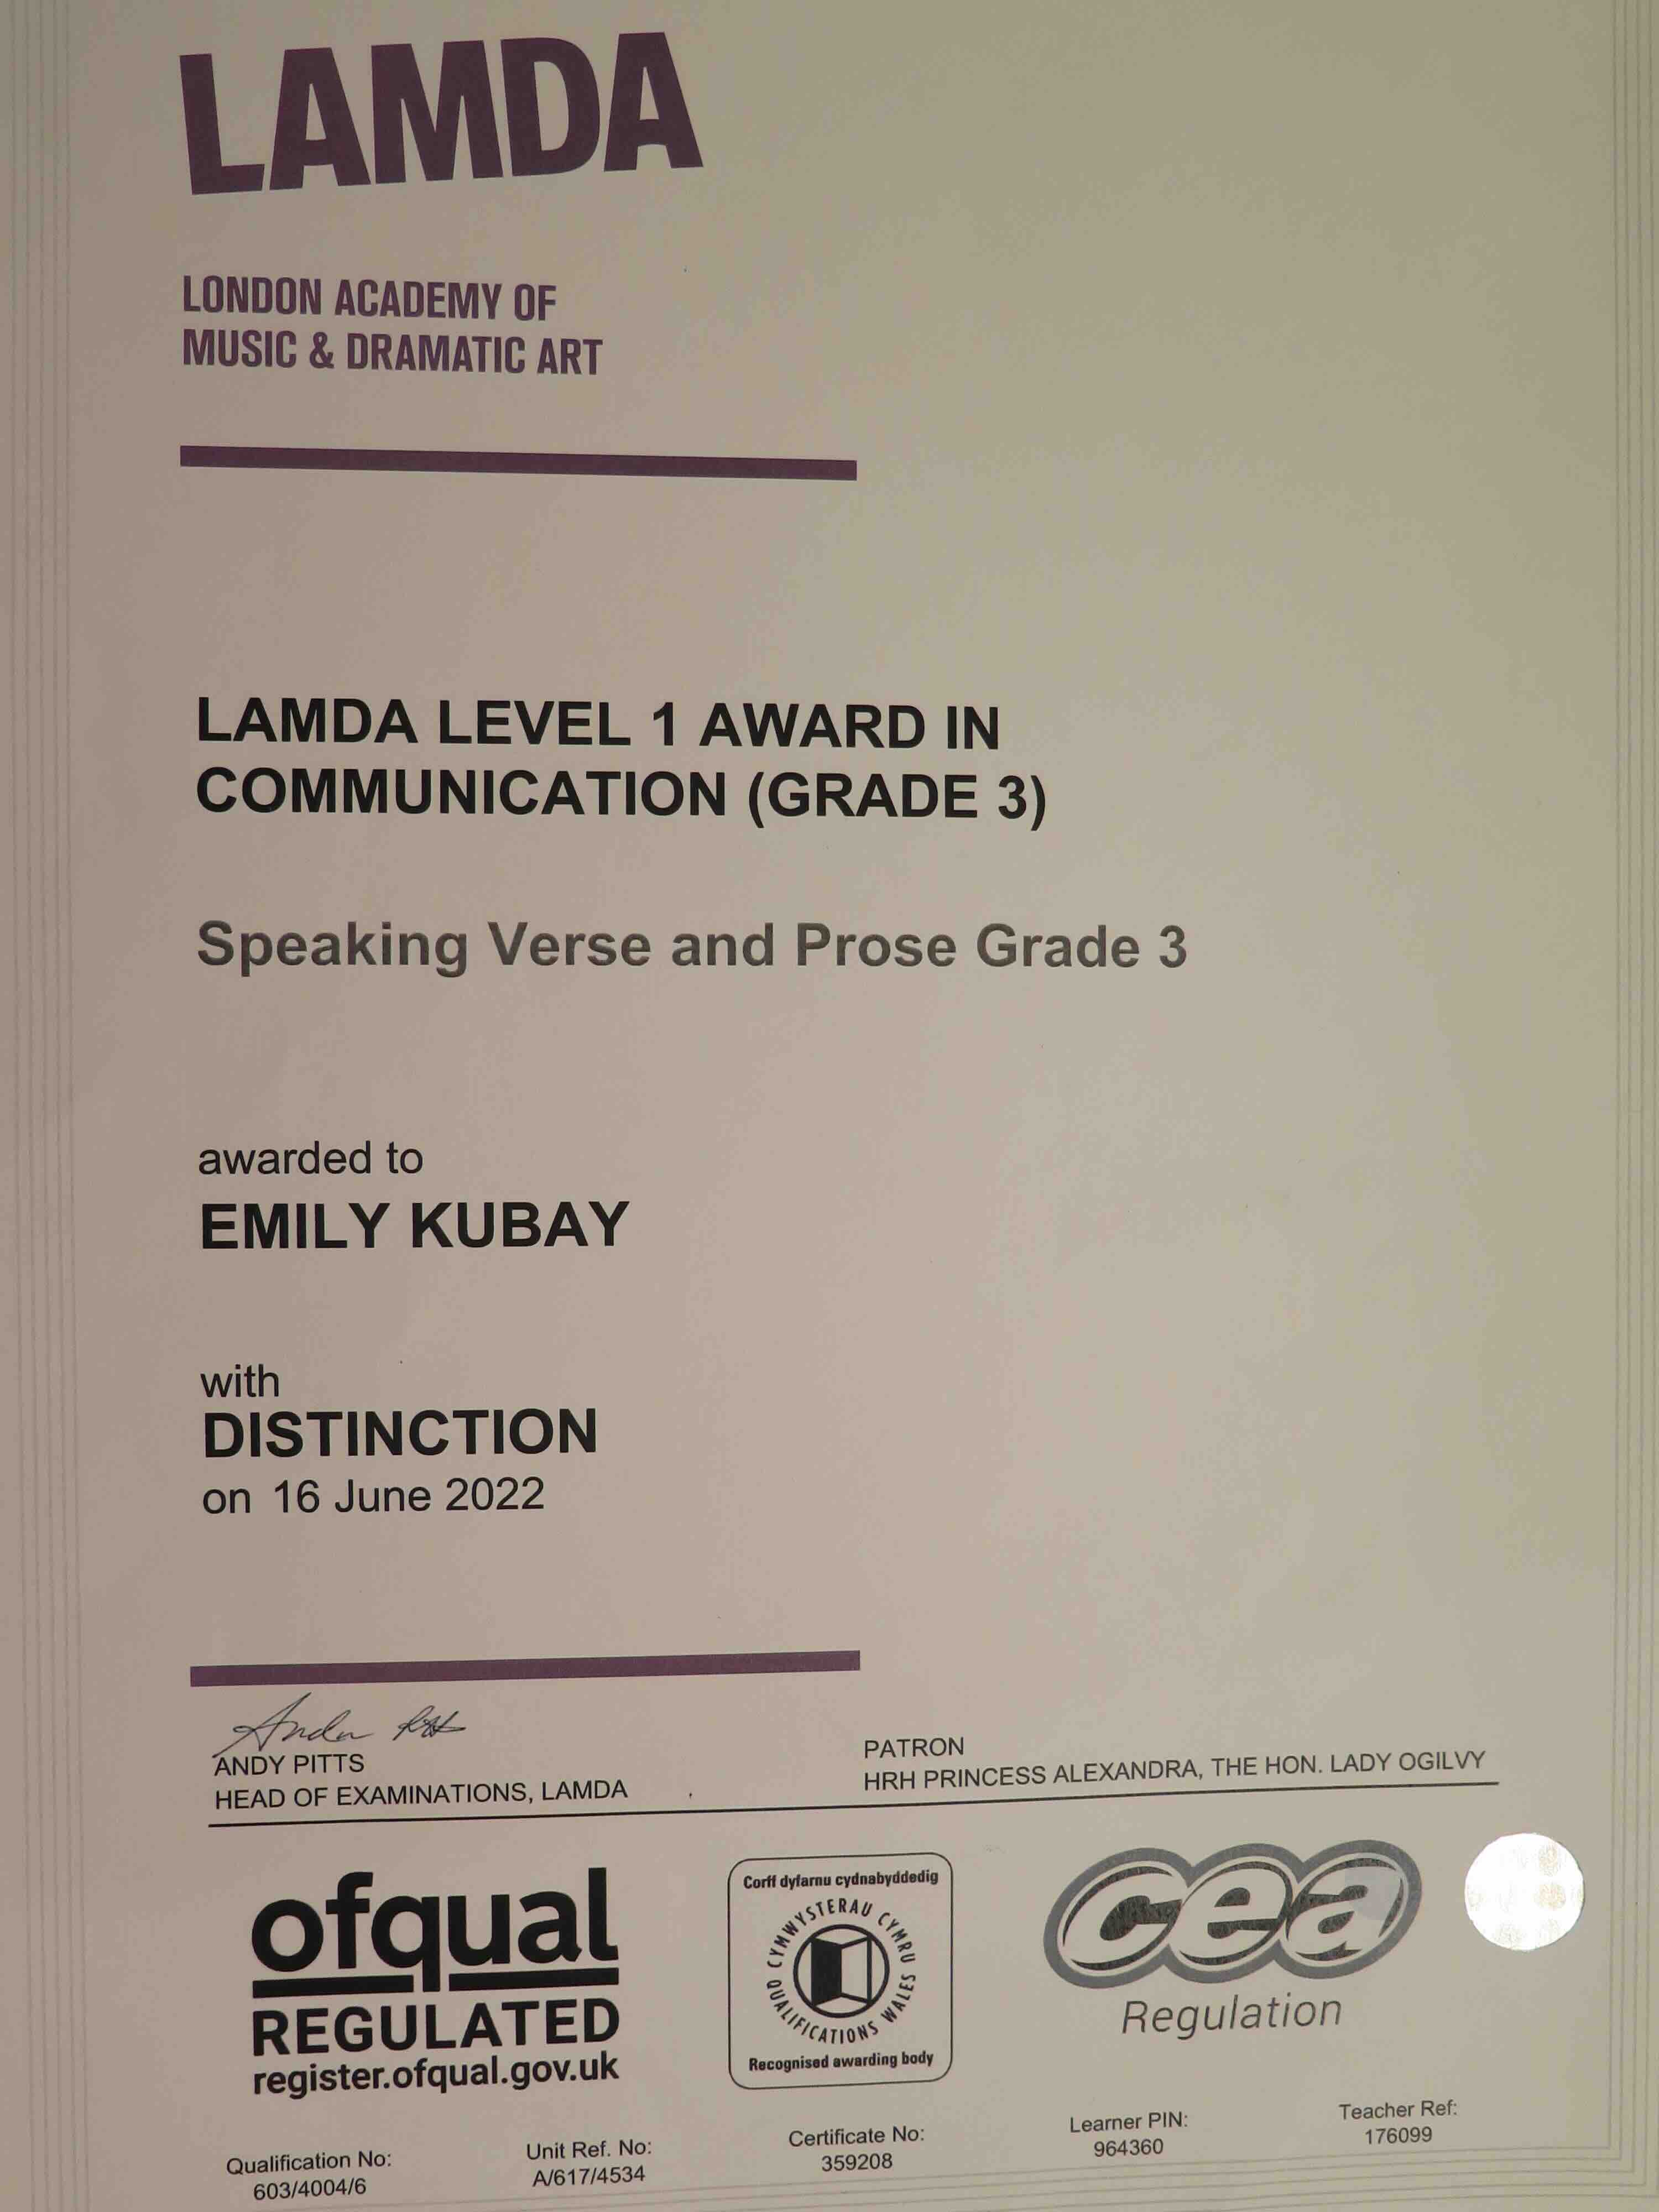 LAMDA
LONDON ACADEMY OF
MUSIC & DRAMATIC ART
LAMDA LEVEL 1 AWARD IN
COMMUNICATION (GRADE 3)
Speaking Verse and Prose Grade 3
awarded to
EMILY KUBAY
with
DISTINCTION
on 16 June 2022
ANDY PITTS
HEAD OF EXAMINATIONS, LAMDA
PATRON
HRH PRINCESS ALEXANDRA, THE HON. LADY OGILVY
ofqual
REGULATED
register.ofqual.gov.uk
Corff dyfarnu cydnabyddedig
CYMWYSTERAU CYMRU
QUALIFICATIONS WALES
Recognised awarding body
cea
Regulation
Qualification No:
603/4004/6
Unit Ref. No:
A/617/4534
Certificate No:
359208
Learner PIN:
964360
Teacher Ref:
176099